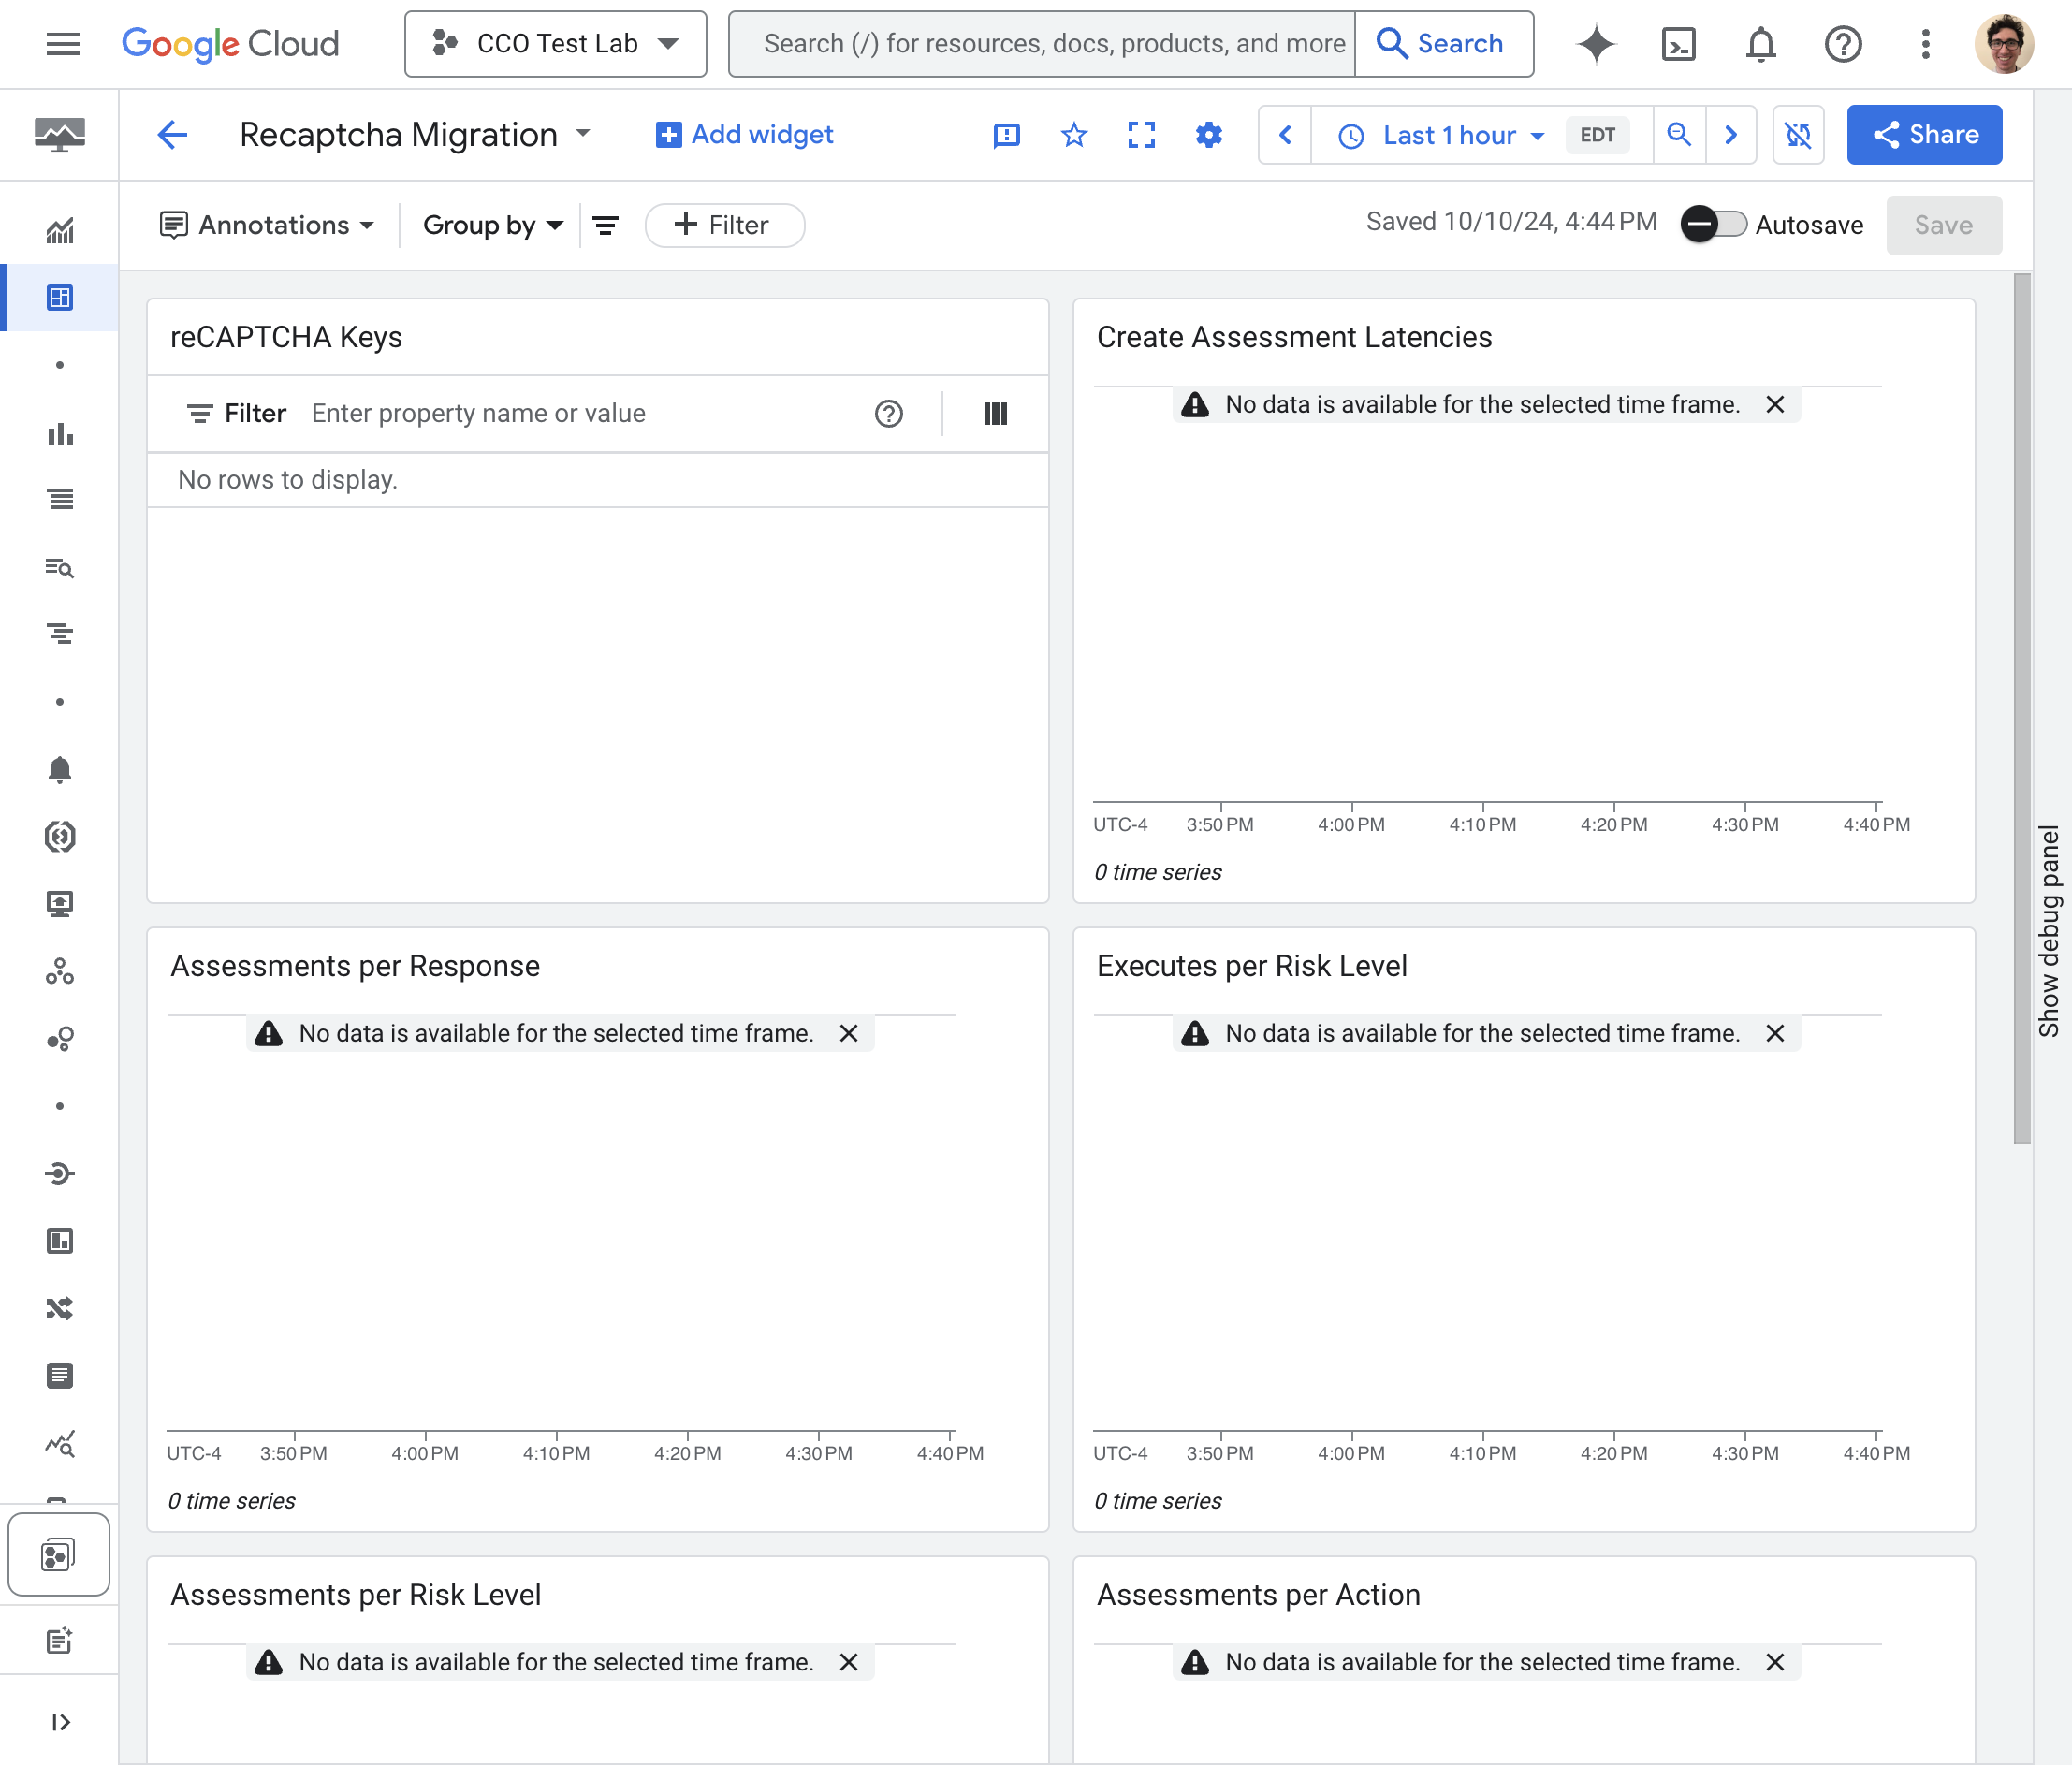 Google Cloud
CCO Test Lab
Search (/) for resources, docs, products, and more
Search
Recaptcha Migration
Add widget
Last 1 hour
EDT
Share
Annotations
Group by
Filter
Saved 10/10/24, 4:44 PM
Autosave
Save
reCAPTCHA Keys
Filter Enter property name or value
No rows to display.
Create Assessment Latencies
No data is available for the selected time frame.
UTC-4 3:50 PM 4:00 PM 4:10 PM 4:20 PM 4:30 PM 4:40 PM
0 time series
Assessments per Response
No data is available for the selected time frame.
UTC-4 3:50 PM 4:00 PM 4:10 PM 4:20 PM 4:30 PM 4:40 PM
0 time series
Executes per Risk Level
No data is available for the selected time frame.
UTC-4 3:50 PM 4:00 PM 4:10 PM 4:20 PM 4:30 PM 4:40 PM
0 time series
Assessments per Risk Level
No data is available for the selected time frame.
Assessments per Action
No data is available for the selected time frame.
Show debug panel